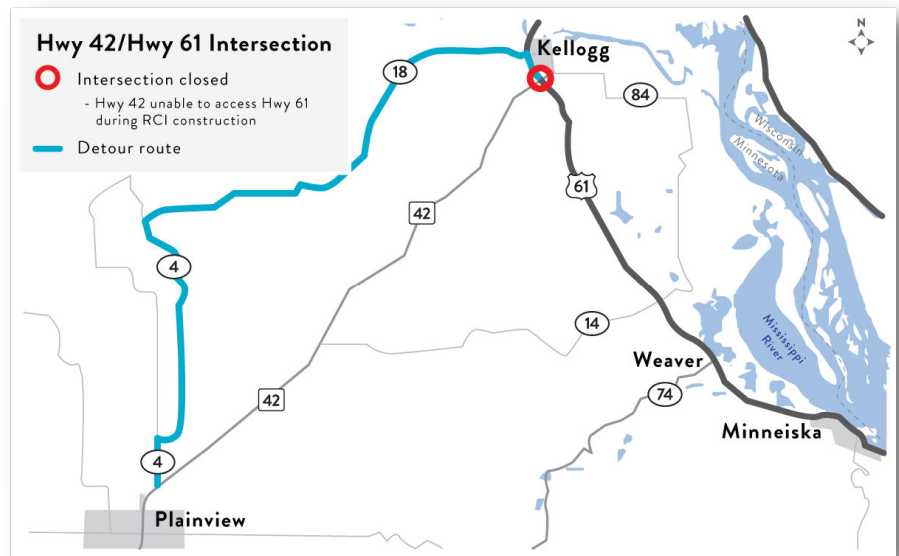 Hwy 42/Hwy 61 Intersection
Intersection closed
- Hwy 42 unable to access Hwy 61
during RCI construction
Detour route
N
Kellogg
18
84
Wisconsin
Minnesota
61
42
4
14
Mississippi
River
Weaver
74
42
Minneiska
4
Plainview